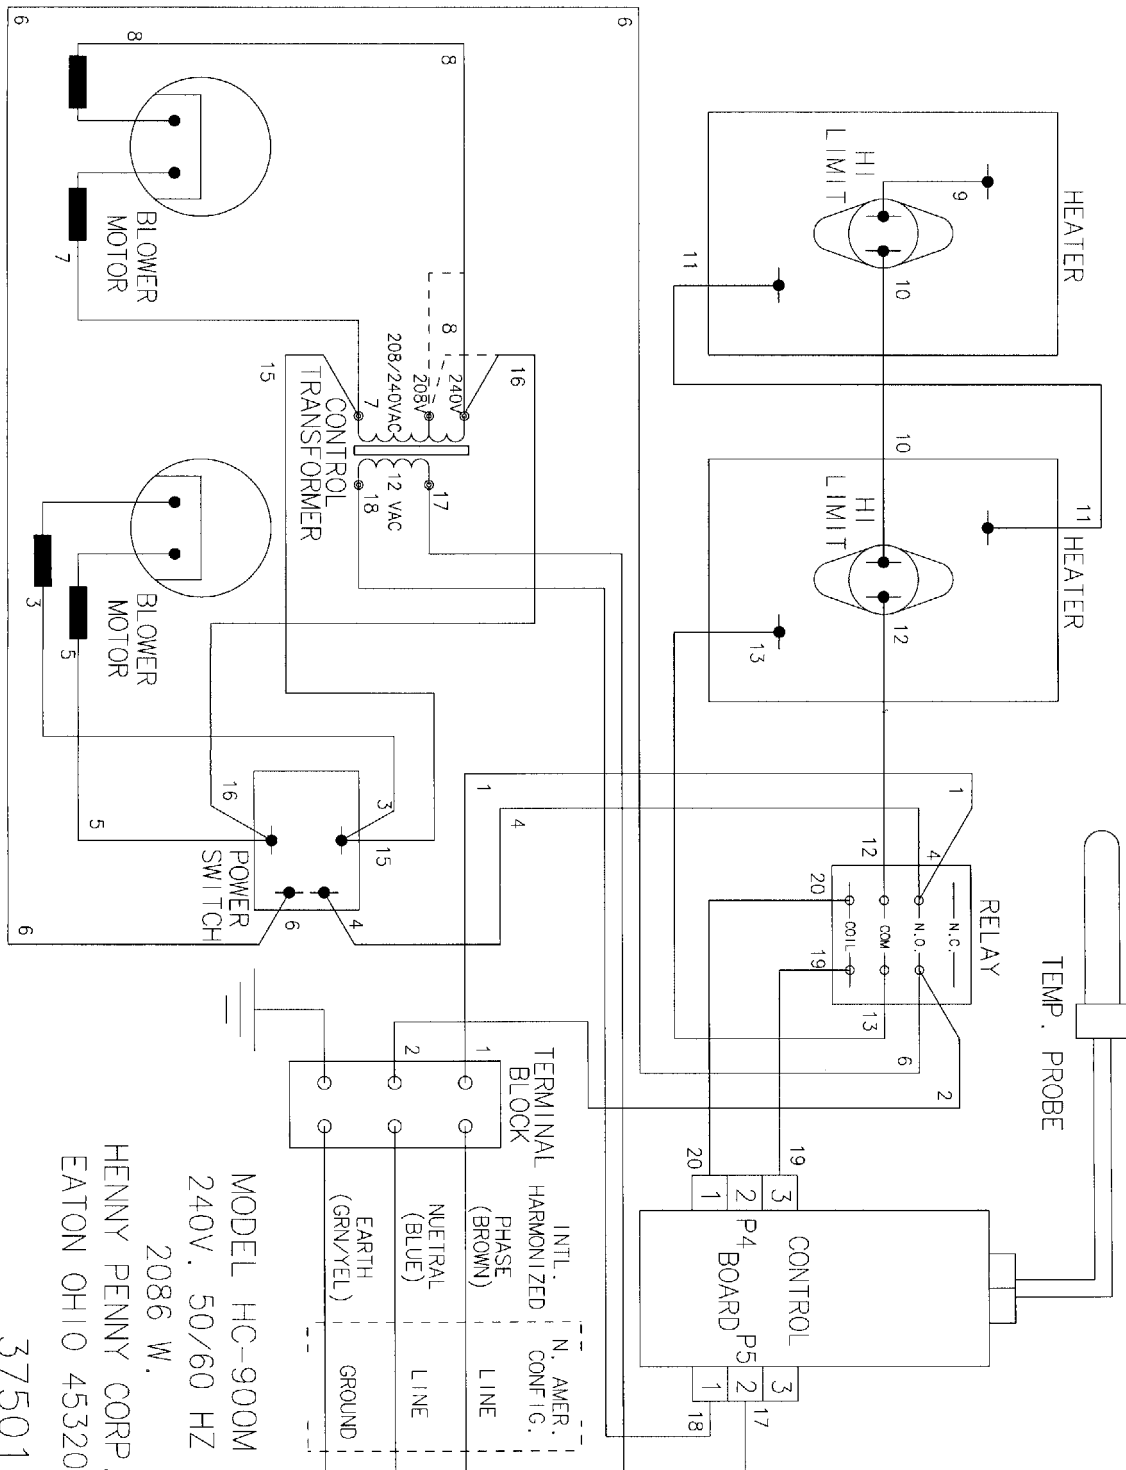 6
6
8
8
BLOWER
MOTOR
7
HEATER
HI
LIMIT
9
10
11
16
15
8
240V
208V
208/240VAC
7
CONTROL
TRANSFORMER
12 VAC
17
18
10
11
HEATER
HI
LIMIT
12
13
BLOWER
MOTOR
3
5
16
3
15
5
POWER
SWITCH
6
4
6
1
4
1
4
12
20
RELAY
N.C.
N.O.
COM
COIL
19
13
6
2
TEMP. PROBE
TERMINAL
BLOCK
1
2
20
19
1
2
3
P4
CONTROL
BOARD
P5
1
2
3
18
17
INTL.
HARMONIZED
PHASE
(BROWN)
NUETRAL
(BLUE)
EARTH
(GRN/YEL)
N. AMER.
CONFIG.
LINE
LINE
GROUND
MODEL HC-900M
240V. 50/60 HZ
2086 W.
HENNY PENNY CORP.
EATON OHIO 45320
37501